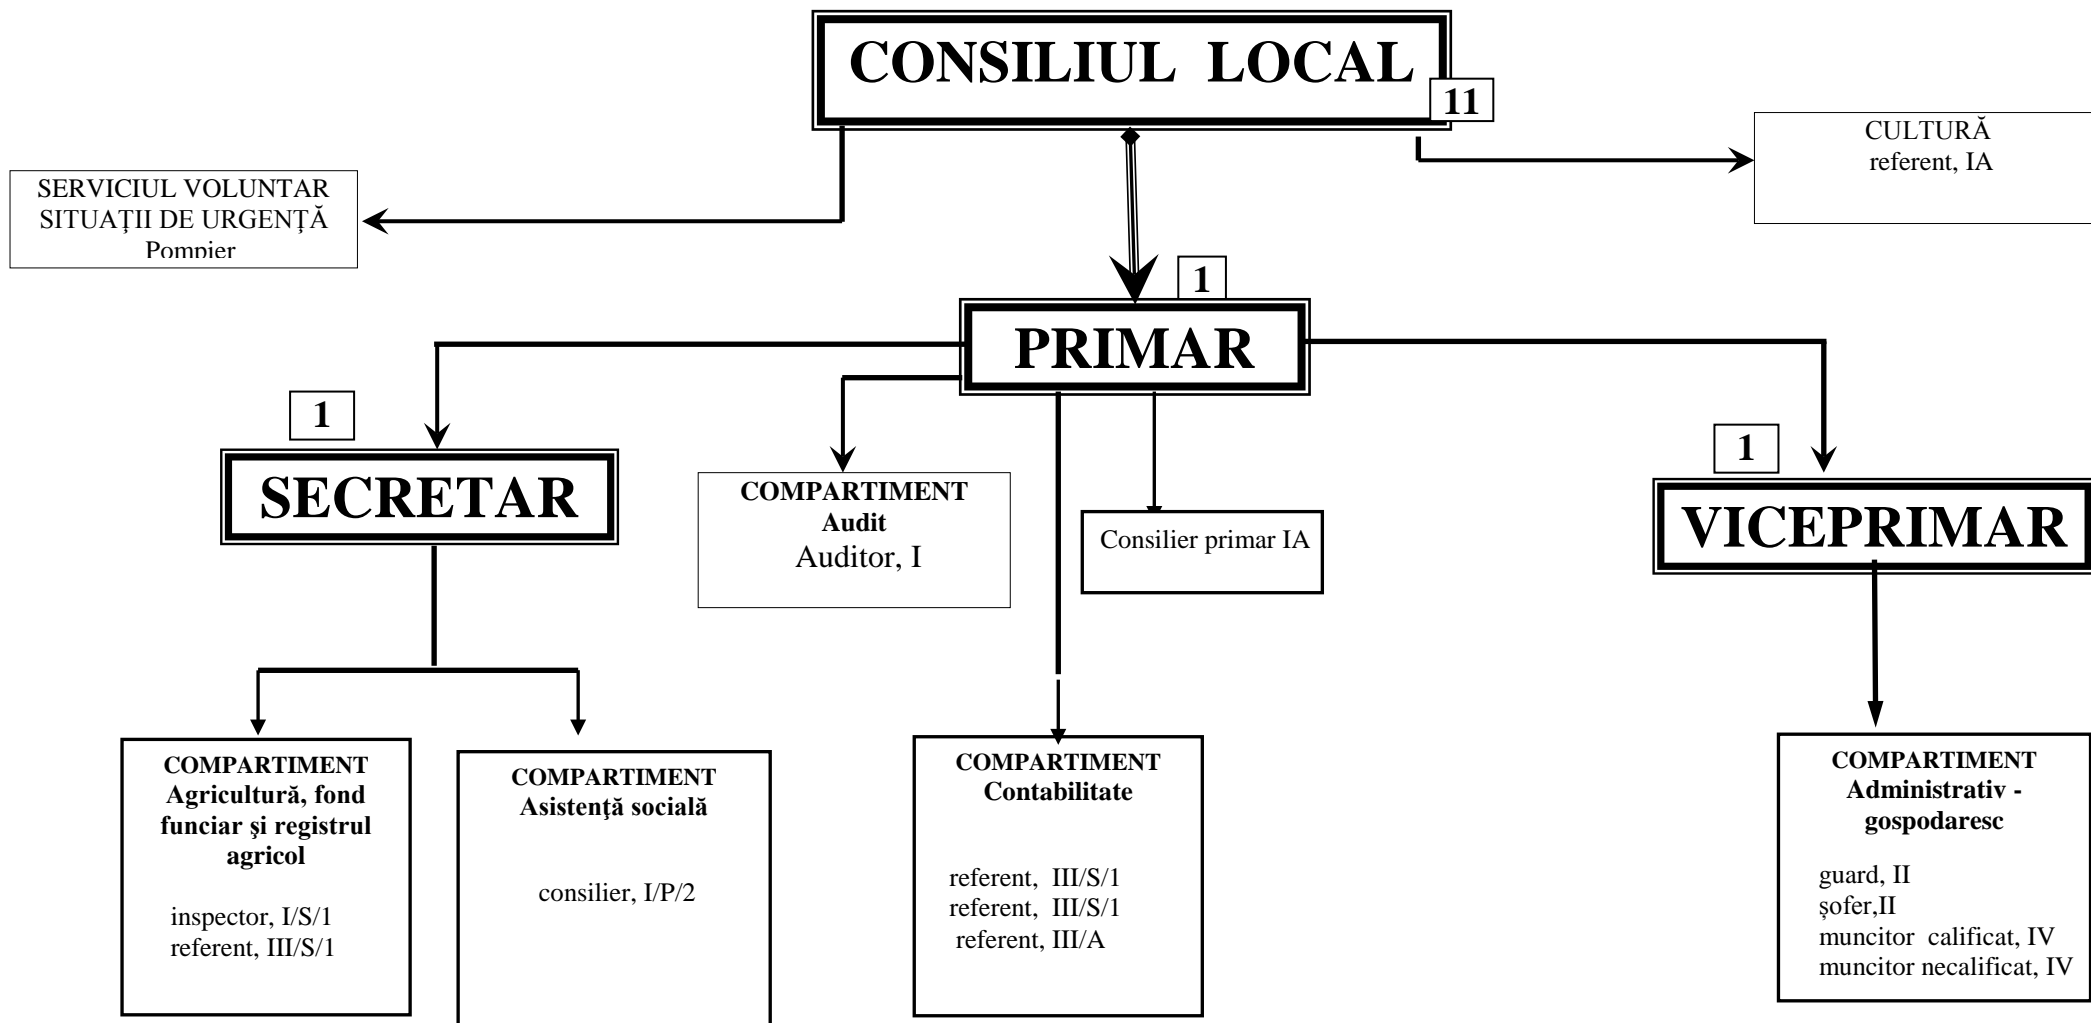 CONSILIUL LOCAL
11
CULTURĂ
referent, IA
SERVICIUL VOLUNTAR
SITUAŢII DE URGENŢĂ
Pompier
1
PRIMAR
1
SECRETAR
COMPARTIMENT
Audit
Auditor, I
Consilier primar IA
1
VICEPRIMAR
COMPARTIMENT
Agricultură, fond
funciar şi registrul
agricol
inspector, I/S/1
referent, III/S/1
COMPARTIMENT
Asistenţă socială
consilier, I/P/2
COMPARTIMENT
Contabilitate
referent, III/S/1
referent, III/S/1
referent, III/A
COMPARTIMENT
Administrativ -
gospodaresc
guard, II
șofer,II
muncitor calificat, IV
muncitor necalificat, IV